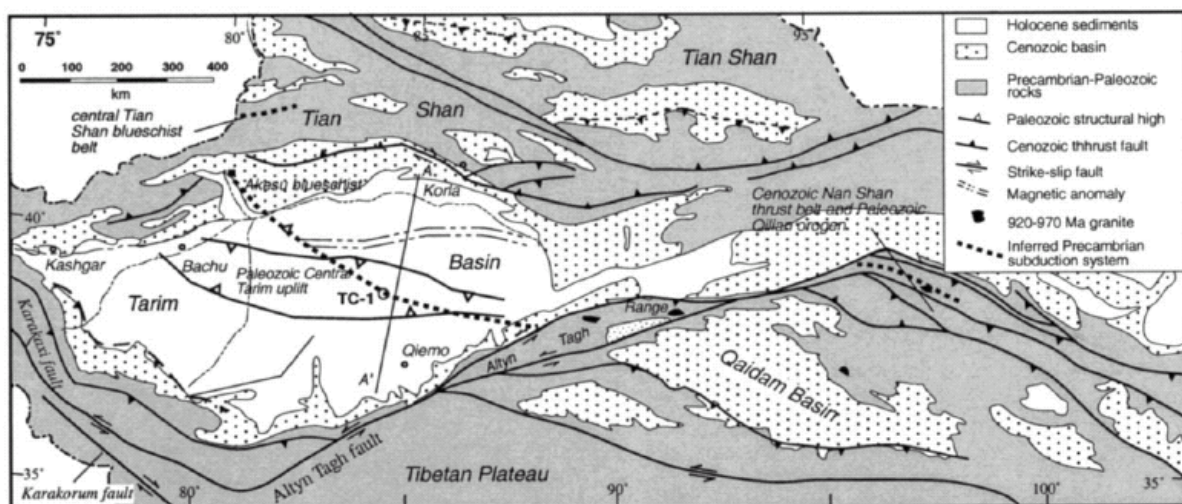 75°
80°
85
95
0 100 200 300 400
km
central Tian
Shan blueschist
belt
Tian
Shan
Tian Shan
Holocene sediments
Cenozoic basin
Precambrian-Paleozoic
rocks
Paleozoic structural high
Cenozoic thhrust fault
Strike-slip fault
Magnetic anomaly
920-970 Ma granite
Inferred Precambrian
subduction system
Aksu blueschist
A
Korla
40°
Cenozoic Nan Shan
thrust belt and Paleozoic
Qilian orogen
Kashgar
Bachu
Paleozoic Central
Tarim uplift
Basin
TC-1
Tarim
Range
Tagh
Altyn
Qiemo
A'
Karakaxi fault
Qaidam Basin
Altyn Tagh fault
Tibetan Plateau
35°
Karakorum fault
80°
90°
100°
35°